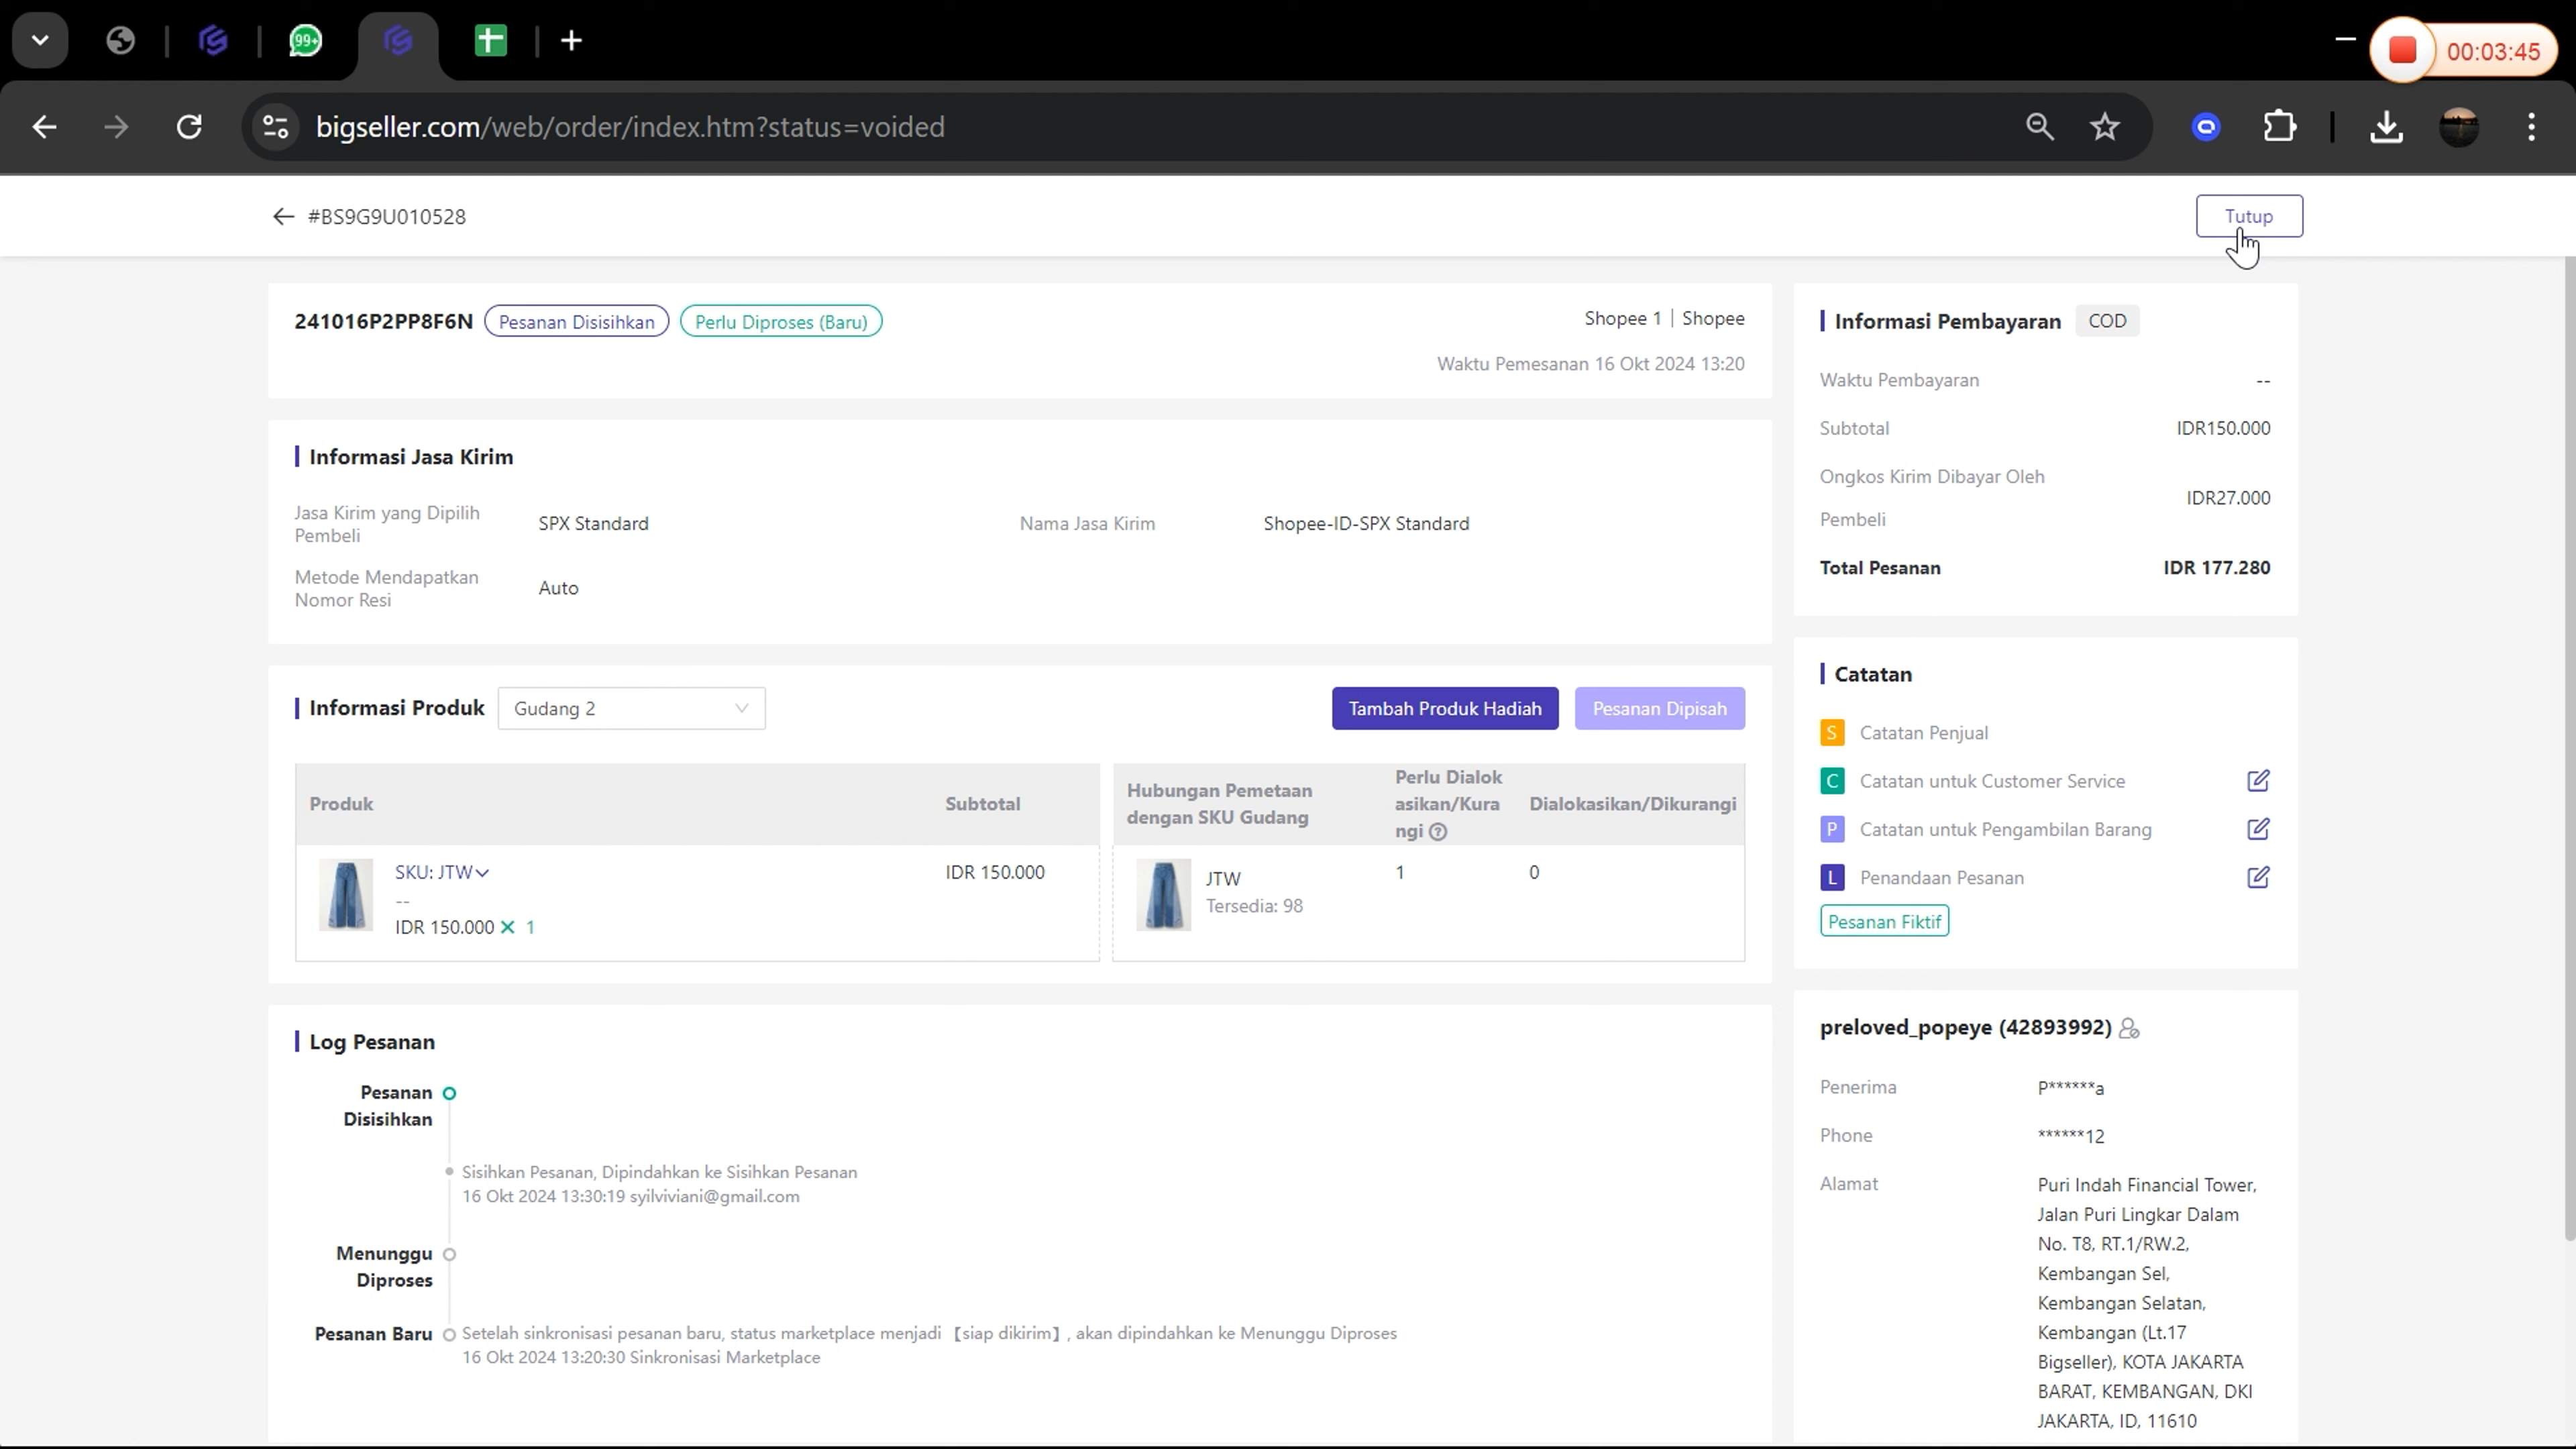 99+
00:03:45
bigseller.com/web/order/index.htm?status=voided
#BS9G9U010528
Tutup
241016P2PP8F6N Pesanan Disisihkan Perlu Diproses (Baru)
Shopee 1 | Shopee
Waktu Pemesanan 16 Okt 2024 13:20
Informasi Jasa Kirim
Jasa Kirim yang Dipilih
Pembeli
SPX Standard
Nama Jasa Kirim
Shopee-ID-SPX Standard
Metode Mendapatkan
Nomor Resi
Auto
Informasi Produk
Gudang 2
Tambah Produk Hadiah
Pesanan Dipisah
Produk
Subtotal
Hubungan Pemetaan
dengan SKU Gudang
Perlu Dialok
asikan/Kura
ngi ?
Dialokasikan/Dikurangi
SKU: JTW
--
IDR 150.000 × 1
IDR 150.000
JTW
Tersedia: 98
1
0
Log Pesanan
Pesanan
Disisihkan
Sisihkan Pesanan, Dipindahkan ke Sisihkan Pesanan
16 Okt 2024 13:30:19 syilviviani@gmail.com
Menunggu
Diproses
Pesanan Baru
Setelah sinkronisasi pesanan baru, status marketplace menjadi 【siap dikirim】, akan dipindahkan ke Menunggu Diproses
16 Okt 2024 13:20:30 Sinkronisasi Marketplace
Informasi Pembayaran COD
Waktu Pembayaran --
Subtotal IDR150.000
Ongkos Kirim Dibayar Oleh
Pembeli
IDR27.000
Total Pesanan IDR 177.280
Catatan
S Catatan Penjual
C Catatan untuk Customer Service
P Catatan untuk Pengambilan Barang
L Penandaan Pesanan
Pesanan Fiktif
preloved_popeye (42893992)
Penerima P******a
Phone ******12
Alamat Puri Indah Financial Tower,
Jalan Puri Lingkar Dalam
No. T8, RT.1/RW.2,
Kembangan Sel,
Kembangan Selatan,
Kembangan (Lt.17
Bigseller), KOTA JAKARTA
BARAT, KEMBANGAN, DKI
JAKARTA, ID, 11610